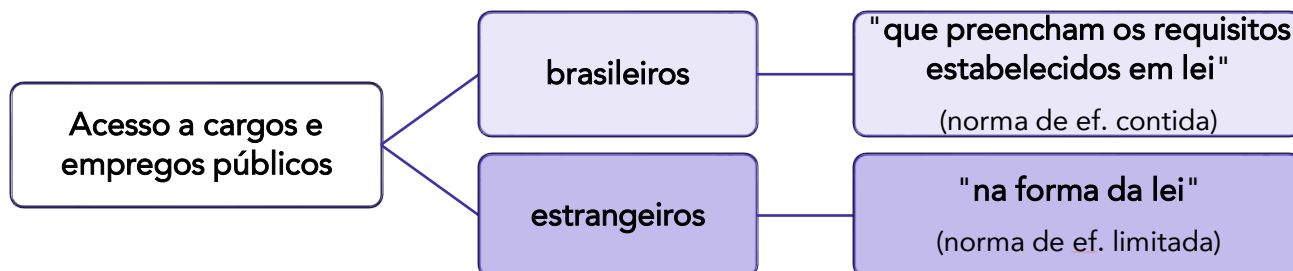 Acesso a cargos e
empregos públicos
brasileiros
"que preencham os requisitos
estabelecidos em lei"
(norma de ef. contida)
estrangeiros
"na forma da lei"
(norma de ef. limitada)